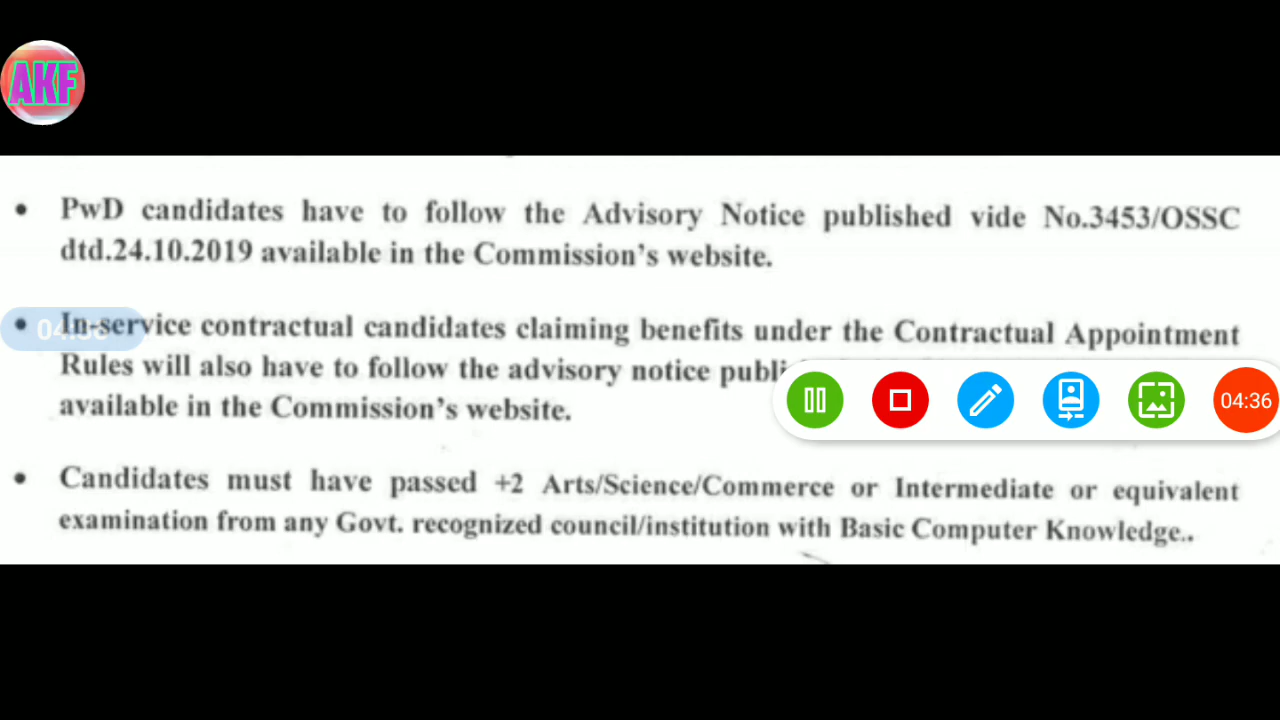 AKF
• PwD candidates have to follow the Advisory Notice published vide No.3453/OSSC
dtd.24.10.2019 available in the Commission's website.
• In-service contractual candidates claiming benefits under the Contractual Appointment
Rules will also have to follow the advisory notice
available in the Commission's website.
04:36
• Candidates must have passed +2 Arts/Science/Commerce or Intermediate or equivalent
examination from any Govt. recognized council/institution with Basic Computer Knowledge..